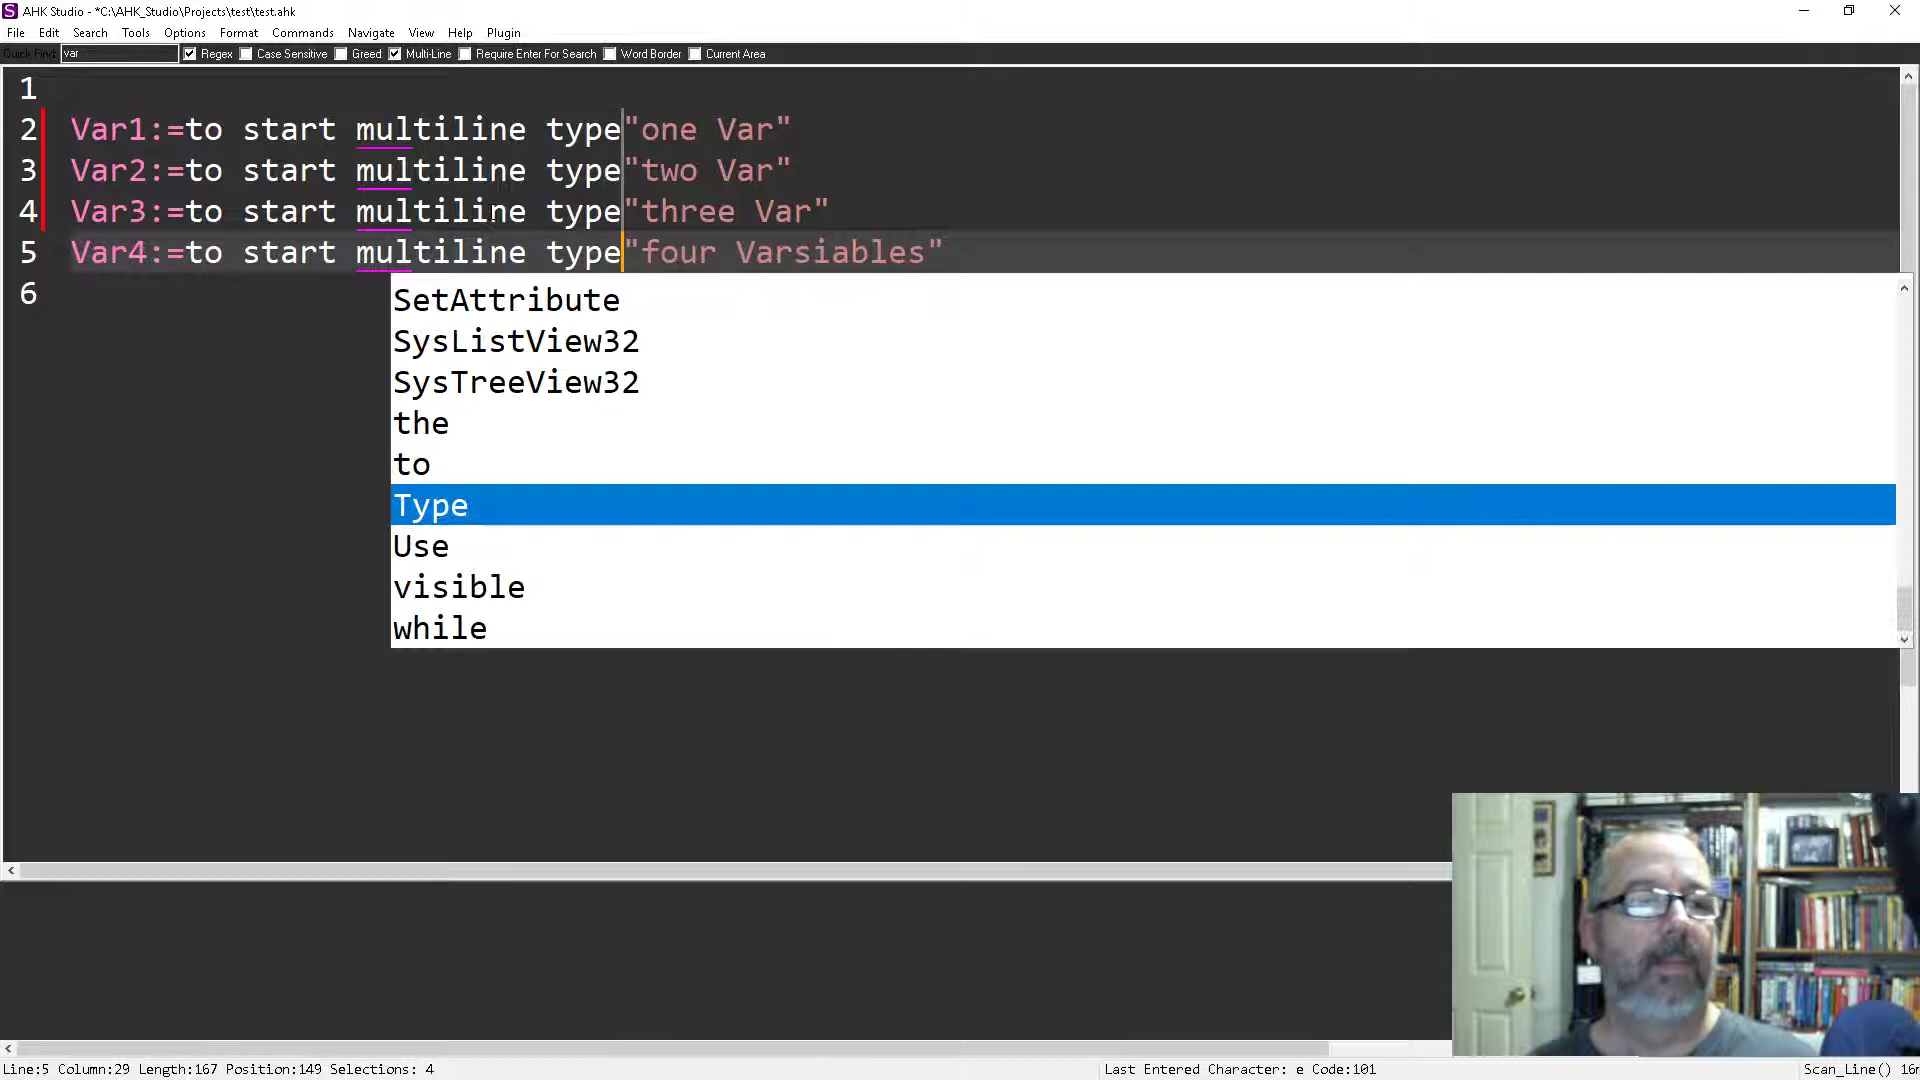 AHK Studio - *C:\AHK_Studio\Projects\test\test.ahk
File Edit Search Tools Options Format Commands Navigate View Help Plugin
Quick Find var Regex Case Sensitive Greed Multi-Line Require Enter For Search Word Border Current Area
1
2 Var1:=to start multiline type"one Var"
3 Var2:=to start multiline type"two Var"
4 Var3:=to start multiline type"three Var"
5 Var4:=to start multiline type"four Varsiables"
6
SetAttribute
SysListView32
SysTreeView32
the
to
Type
Use
visible
while
Line:5 Column:29 Length:167 Position:149 Selections: 4 Last Entered Character: e Code:101 Scan_Line()